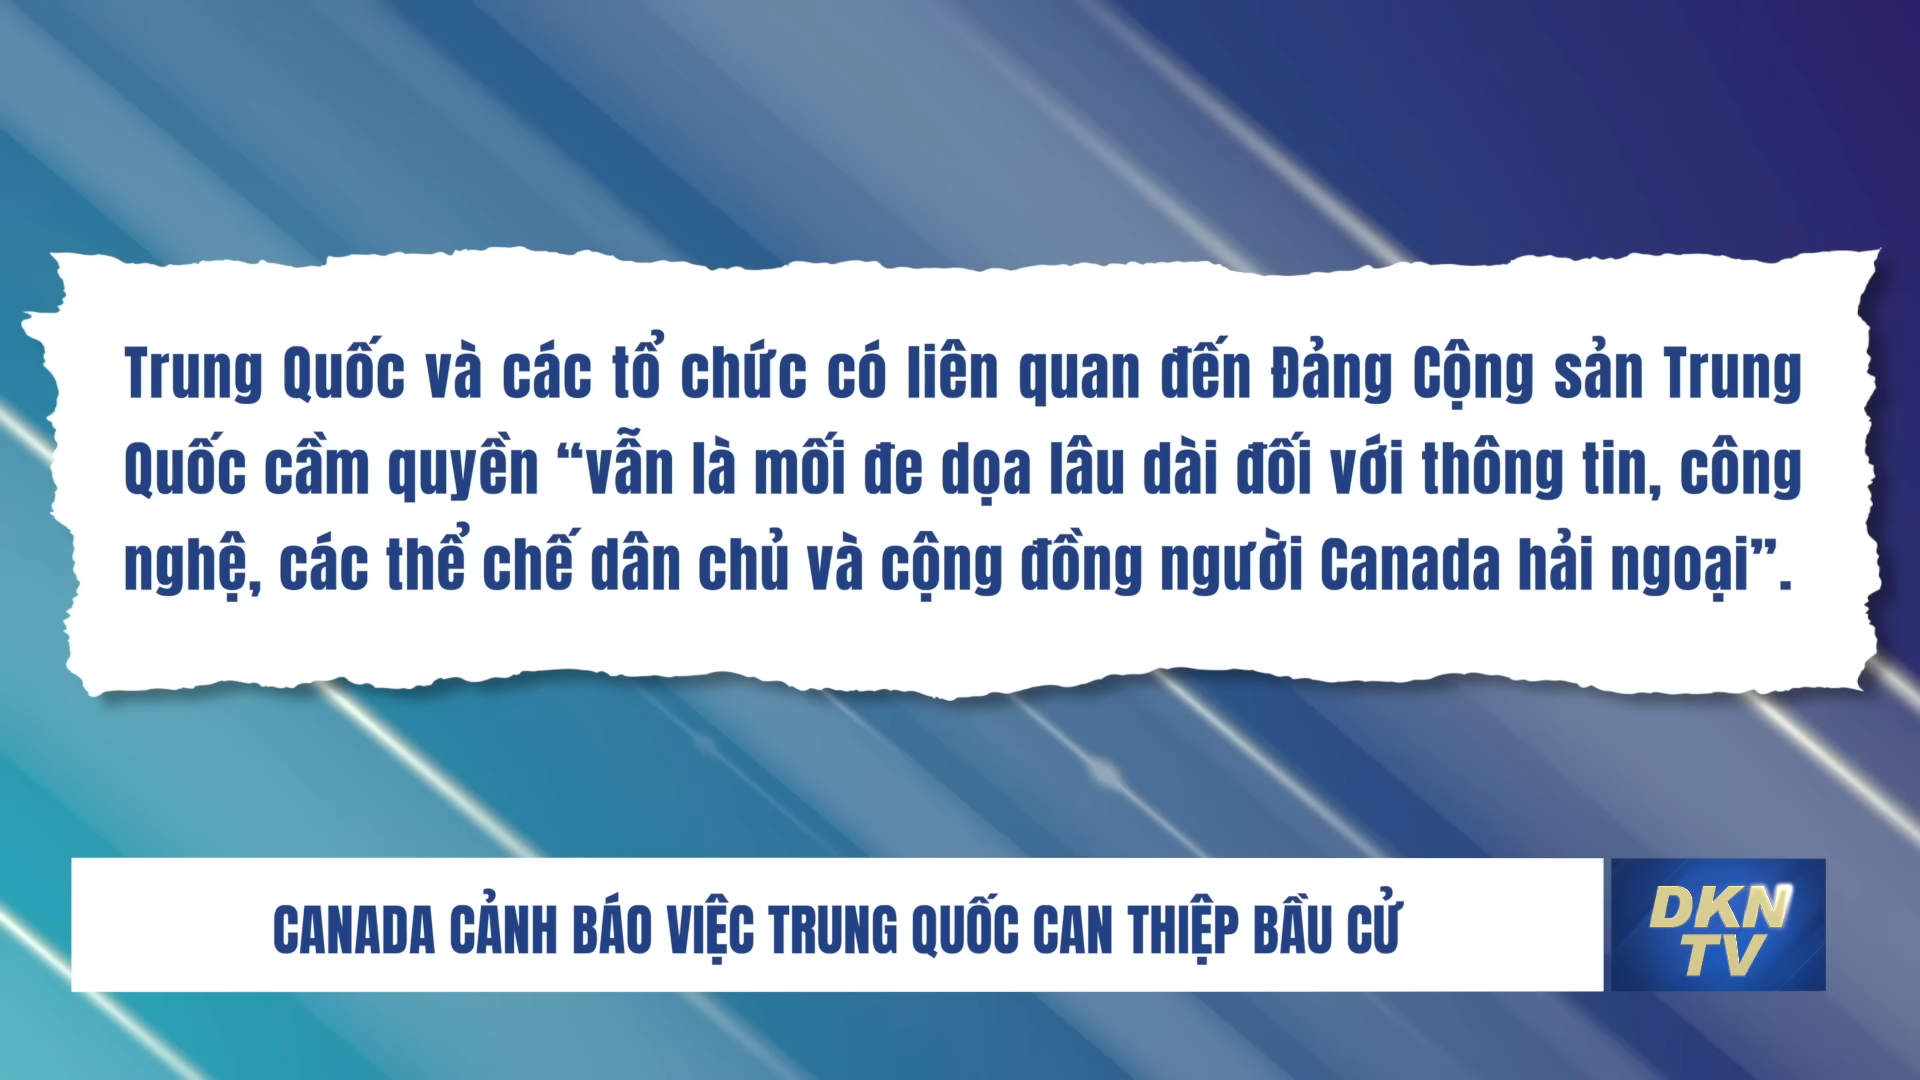 Trung Quốc và các tổ chức có liên quan đến Đảng Cộng sản Trung
Quốc cầm quyền “vẫn là mối đe dọa lâu dài đối với thông tin, công
nghệ, các thể chế dân chủ và cộng đồng người Canada hải ngoại”.
CANADA CẢNH BÁO VIỆC TRUNG QUỐC CAN THIỆP BẦU CỬ
DKN
TV